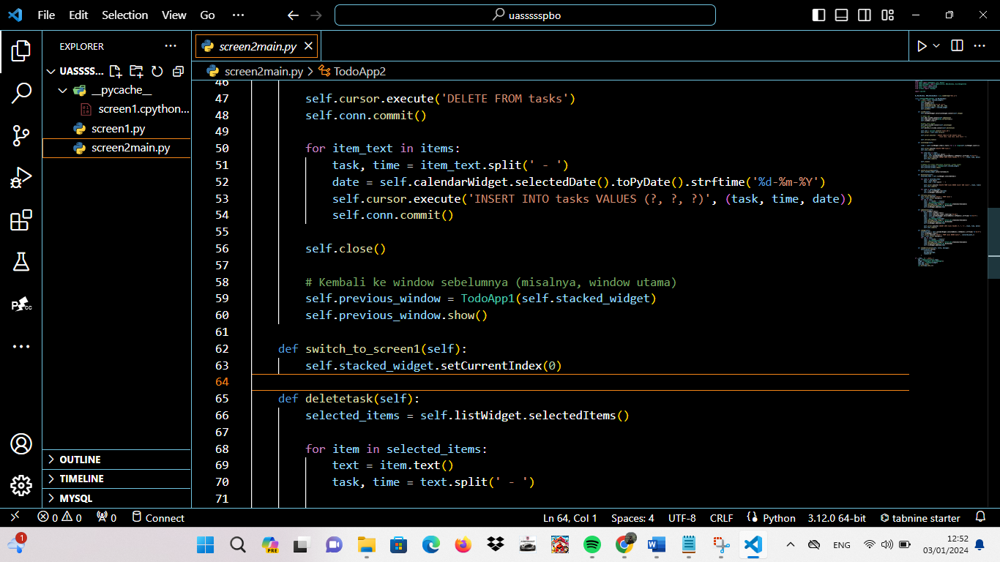 File Edit Selection View Go ··· uassssspbo
EXPLORER ···
screen2main.py
UASSSS...
screen2main.py > TodoApp2
__pycache__
screen1.cpython...
screen1.py
screen2main.py
46
47 self.cursor.execute('DELETE FROM tasks')
48 self.conn.commit()
49
50 for item_text in items:
51 task, time = item_text.split(' - ')
52 date = self.calendarWidget.selectedDate().toPyDate().strftime('%d-%m-%Y')
53 self.cursor.execute('INSERT INTO tasks VALUES (?, ?, ?)', (task, time, date))
54 self.conn.commit()
55
56 self.close()
57
58 # Kembali ke window sebelumnya (misalnya, window utama)
59 self.previous_window = TodoApp1(self.stacked_widget)
60 self.previous_window.show()
61
62 def switch_to_screen1(self):
63 self.stacked_widget.setCurrentIndex(0)
64
65 def deletetask(self):
66 selected_items = self.listWidget.selectedItems()
67
68 for item in selected_items:
69 text = item.text()
70 task, time = text.split(' - ')
71
OUTLINE
TIMELINE
MYSQL
0 0 0 Connect Ln 64, Col 1 Spaces: 4 UTF-8 CRLF Python 3.12.0 64-bit tabnine starter
1 PRE ENG 12:52
03/01/2024